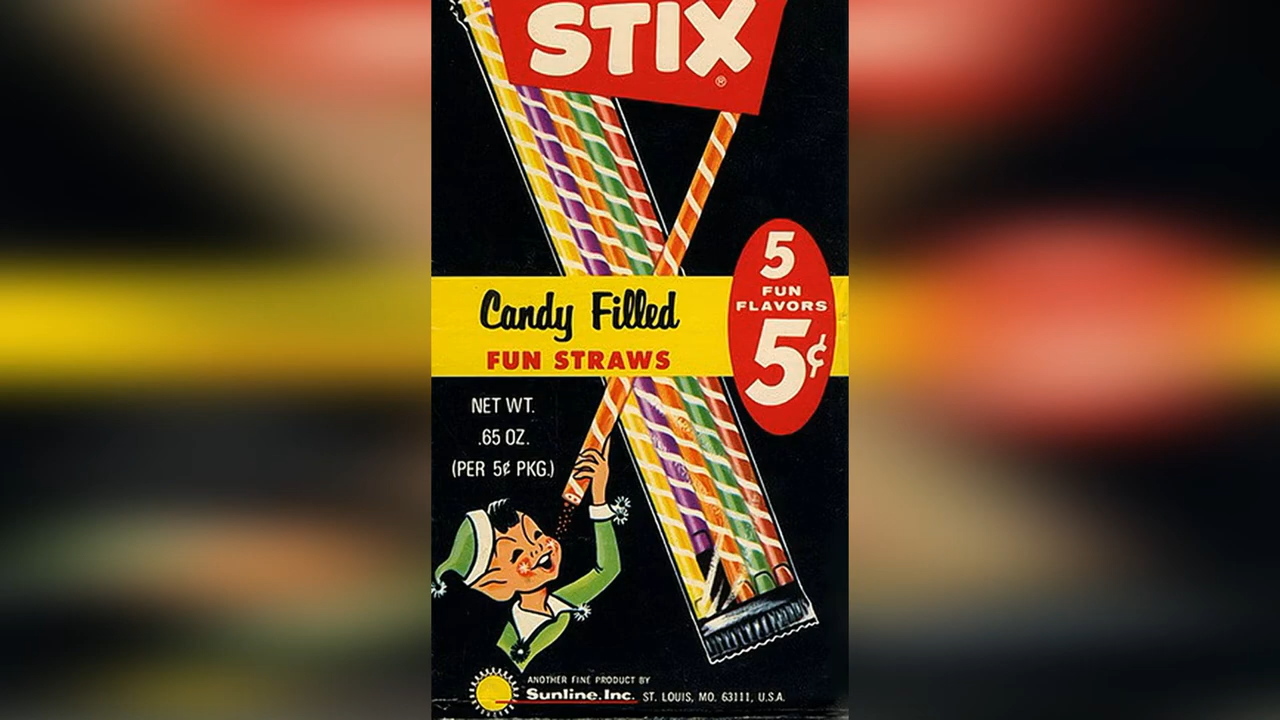 STIX
®
5
FUN
FLAVORS
5¢
Candy Filled
FUN STRAWS
NET WT.
.65 OZ.
(PER 5¢ PKG.)
ANOTHER FINE PRODUCT BY
Sunline, Inc. ST. LOUIS, MO. 63111, U.S.A.